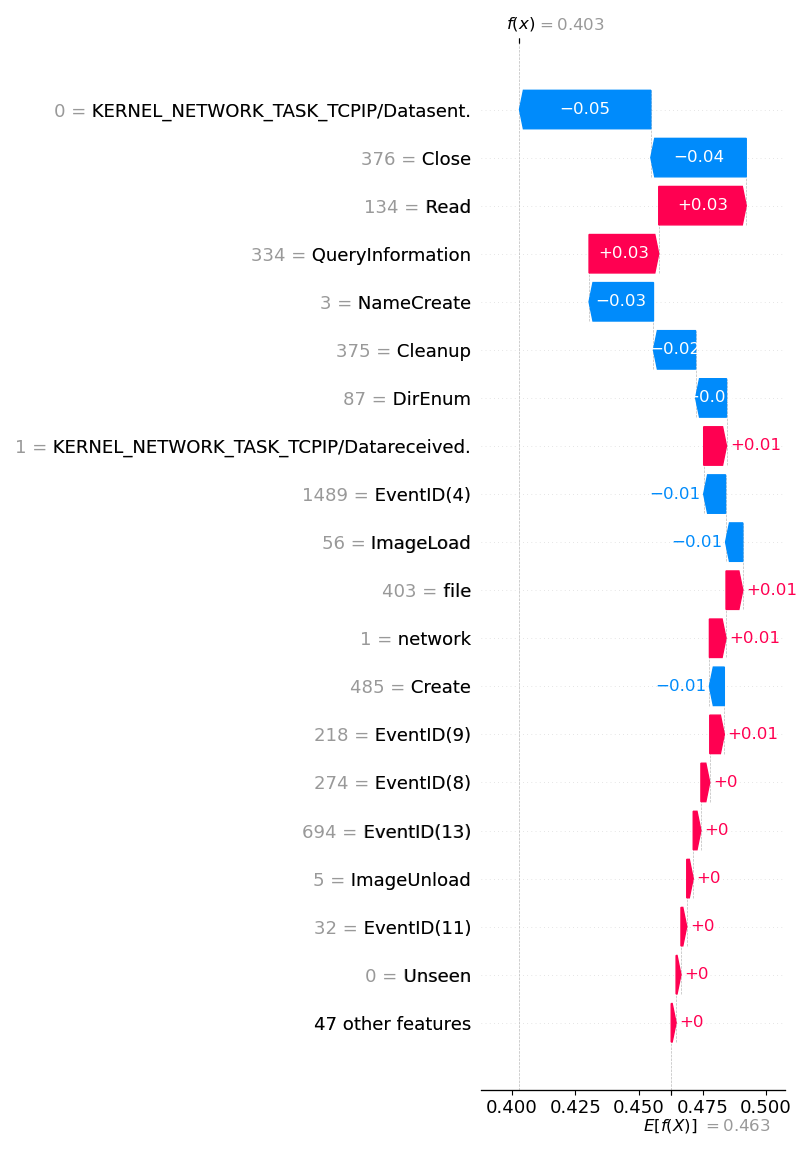 f(x) = 0.403
0 = KERNEL_NETWORK_TASK_TCPIP/Datasent. −0.05
376 = Close −0.04
134 = Read +0.03
334 = QueryInformation +0.03
3 = NameCreate −0.03
375 = Cleanup −0.02
87 = DirEnum −0.0
1 = KERNEL_NETWORK_TASK_TCPIP/Datareceived. +0.01
1489 = EventID(4) −0.01
56 = ImageLoad −0.01
403 = file +0.01
1 = network +0.01
485 = Create −0.01
218 = EventID(9) +0.01
274 = EventID(8) +0
694 = EventID(13) +0
5 = ImageUnload +0
32 = EventID(11) +0
0 = Unseen +0
47 other features +0
0.400 0.425 0.450 0.475 0.500
E[f(X)] = 0.463